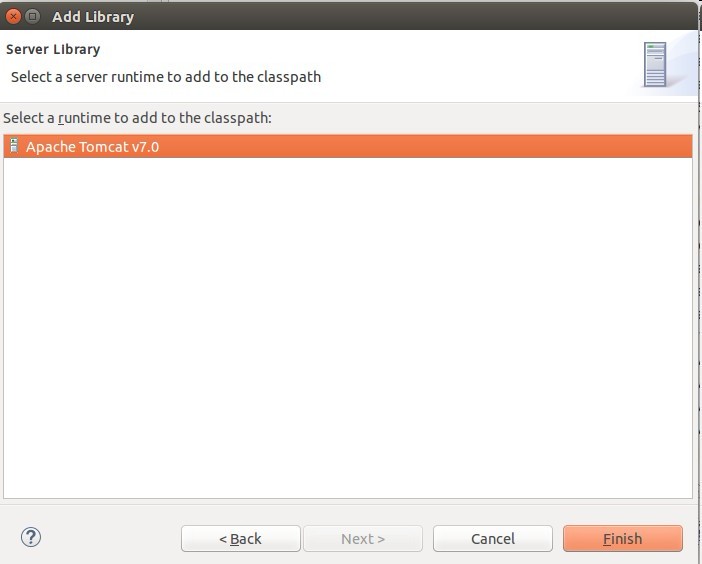 Add Library
Server Library
Select a server runtime to add to the classpath
Select a runtime to add to the classpath:
Apache Tomcat v7.0
?
< Back
Next >
Cancel
Finish